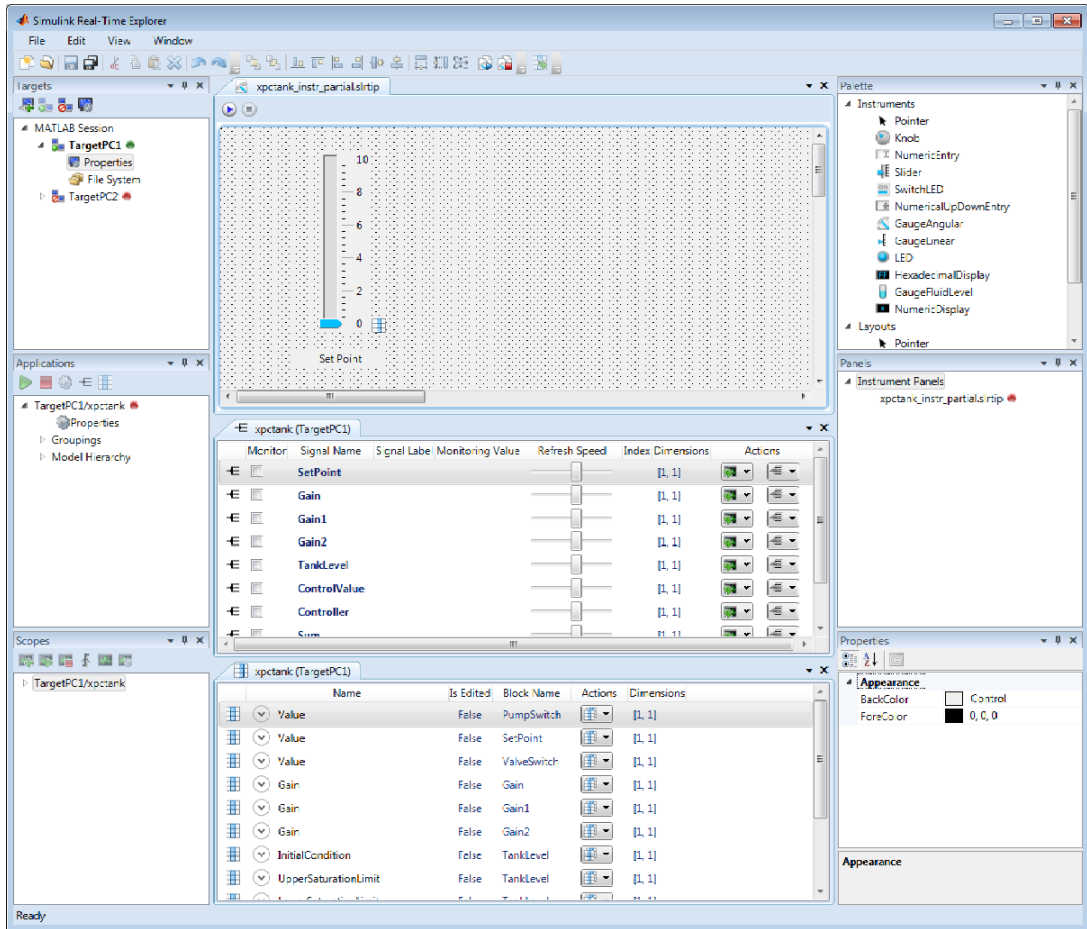 Simulink Real-Time Explorer
File Edit View Window
Targets
MATLAB Session
TargetPC1
Properties
File System
TargetPC2
xpctank_instr_partial.slrtip
10
8
6
4
2
0
Set Point
Palette
Instruments
Pointer
Knob
NumericEntry
Slider
SwitchLED
NumericalUpDownEntry
GaugeAngular
GaugeLinear
LED
HexadecimalDisplay
GaugeFluidLevel
NumericDisplay
Layouts
Pointer
Applications
TargetPC1/xpctank
Properties
Groupings
Model Hierarchy
Panels
Instrument Panels
xpctank_instr_partial.slrtip
xpctank (TargetPC1)
Monitor Signal Name Signal Label Monitoring Value Refresh Speed Index Dimensions Actions
SetPoint [1, 1]
Gain [1, 1]
Gain1 [1, 1]
Gain2 [1, 1]
TankLevel [1, 1]
ControlValue [1, 1]
Controller [1, 1]
Sum [1, 1]
Scopes
TargetPC1/xpctank
xpctank (TargetPC1)
Name Is Edited Block Name Actions Dimensions
Value False PumpSwitch [1, 1]
Value False SetPoint [1, 1]
Value False ValveSwitch [1, 1]
Gain False Gain [1, 1]
Gain False Gain1 [1, 1]
Gain False Gain2 [1, 1]
InitialCondition False TankLevel [1, 1]
UpperSaturationLimit False TankLevel [1, 1]
Properties
Appearance
BackColor Control
ForeColor 0, 0, 0
Appearance
Ready